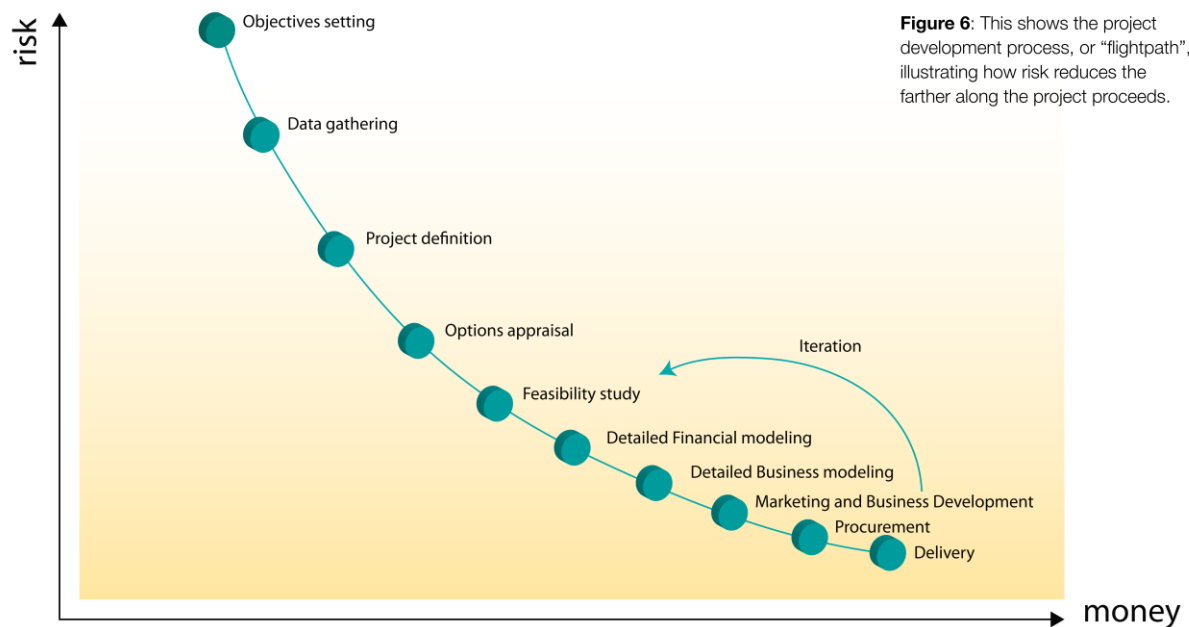 risk
Objectives setting
Figure 6: This shows the project
development process, or “flightpath”,
illustrating how risk reduces the
farther along the project proceeds.
Data gathering
Project definition
Options appraisal
Iteration
Feasibility study
Detailed Financial modeling
Detailed Business modeling
Marketing and Business Development
Procurement
Delivery
money